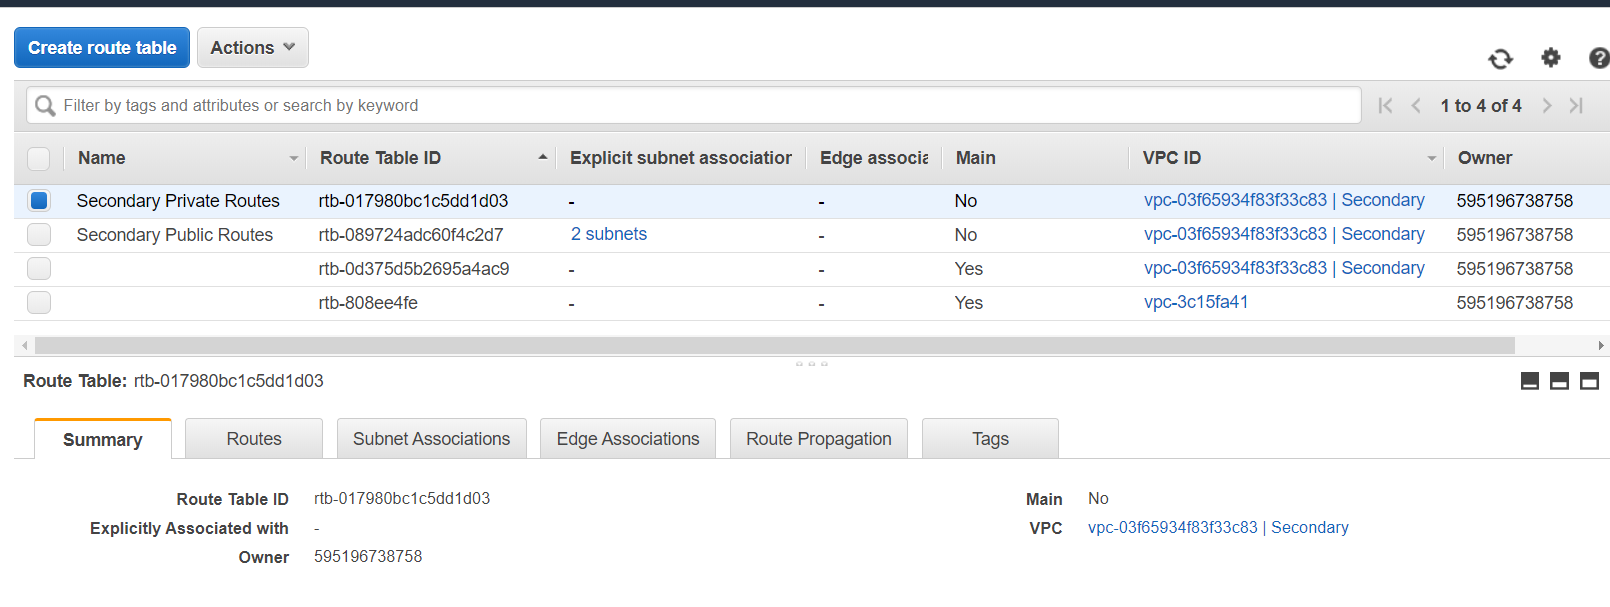 Create route table Actions
Filter by tags and attributes or search by keyword 1 to 4 of 4
Name Route Table ID Explicit subnet association Edge associa Main VPC ID Owner
Secondary Private Routes rtb-017980bc1c5dd1d03 - - No vpc-03f65934f83f33c83 | Secondary 595196738758
Secondary Public Routes rtb-089724adc60f4c2d7 2 subnets - No vpc-03f65934f83f33c83 | Secondary 595196738758
rtb-0d375d5b2695a4ac9 - - Yes vpc-03f65934f83f33c83 | Secondary 595196738758
rtb-808ee4fe - - Yes vpc-3c15fa41 595196738758
Route Table: rtb-017980bc1c5dd1d03
Summary Routes Subnet Associations Edge Associations Route Propagation Tags
Route Table ID rtb-017980bc1c5dd1d03 Main No
Explicitly Associated with - VPC vpc-03f65934f83f33c83 | Secondary
Owner 595196738758